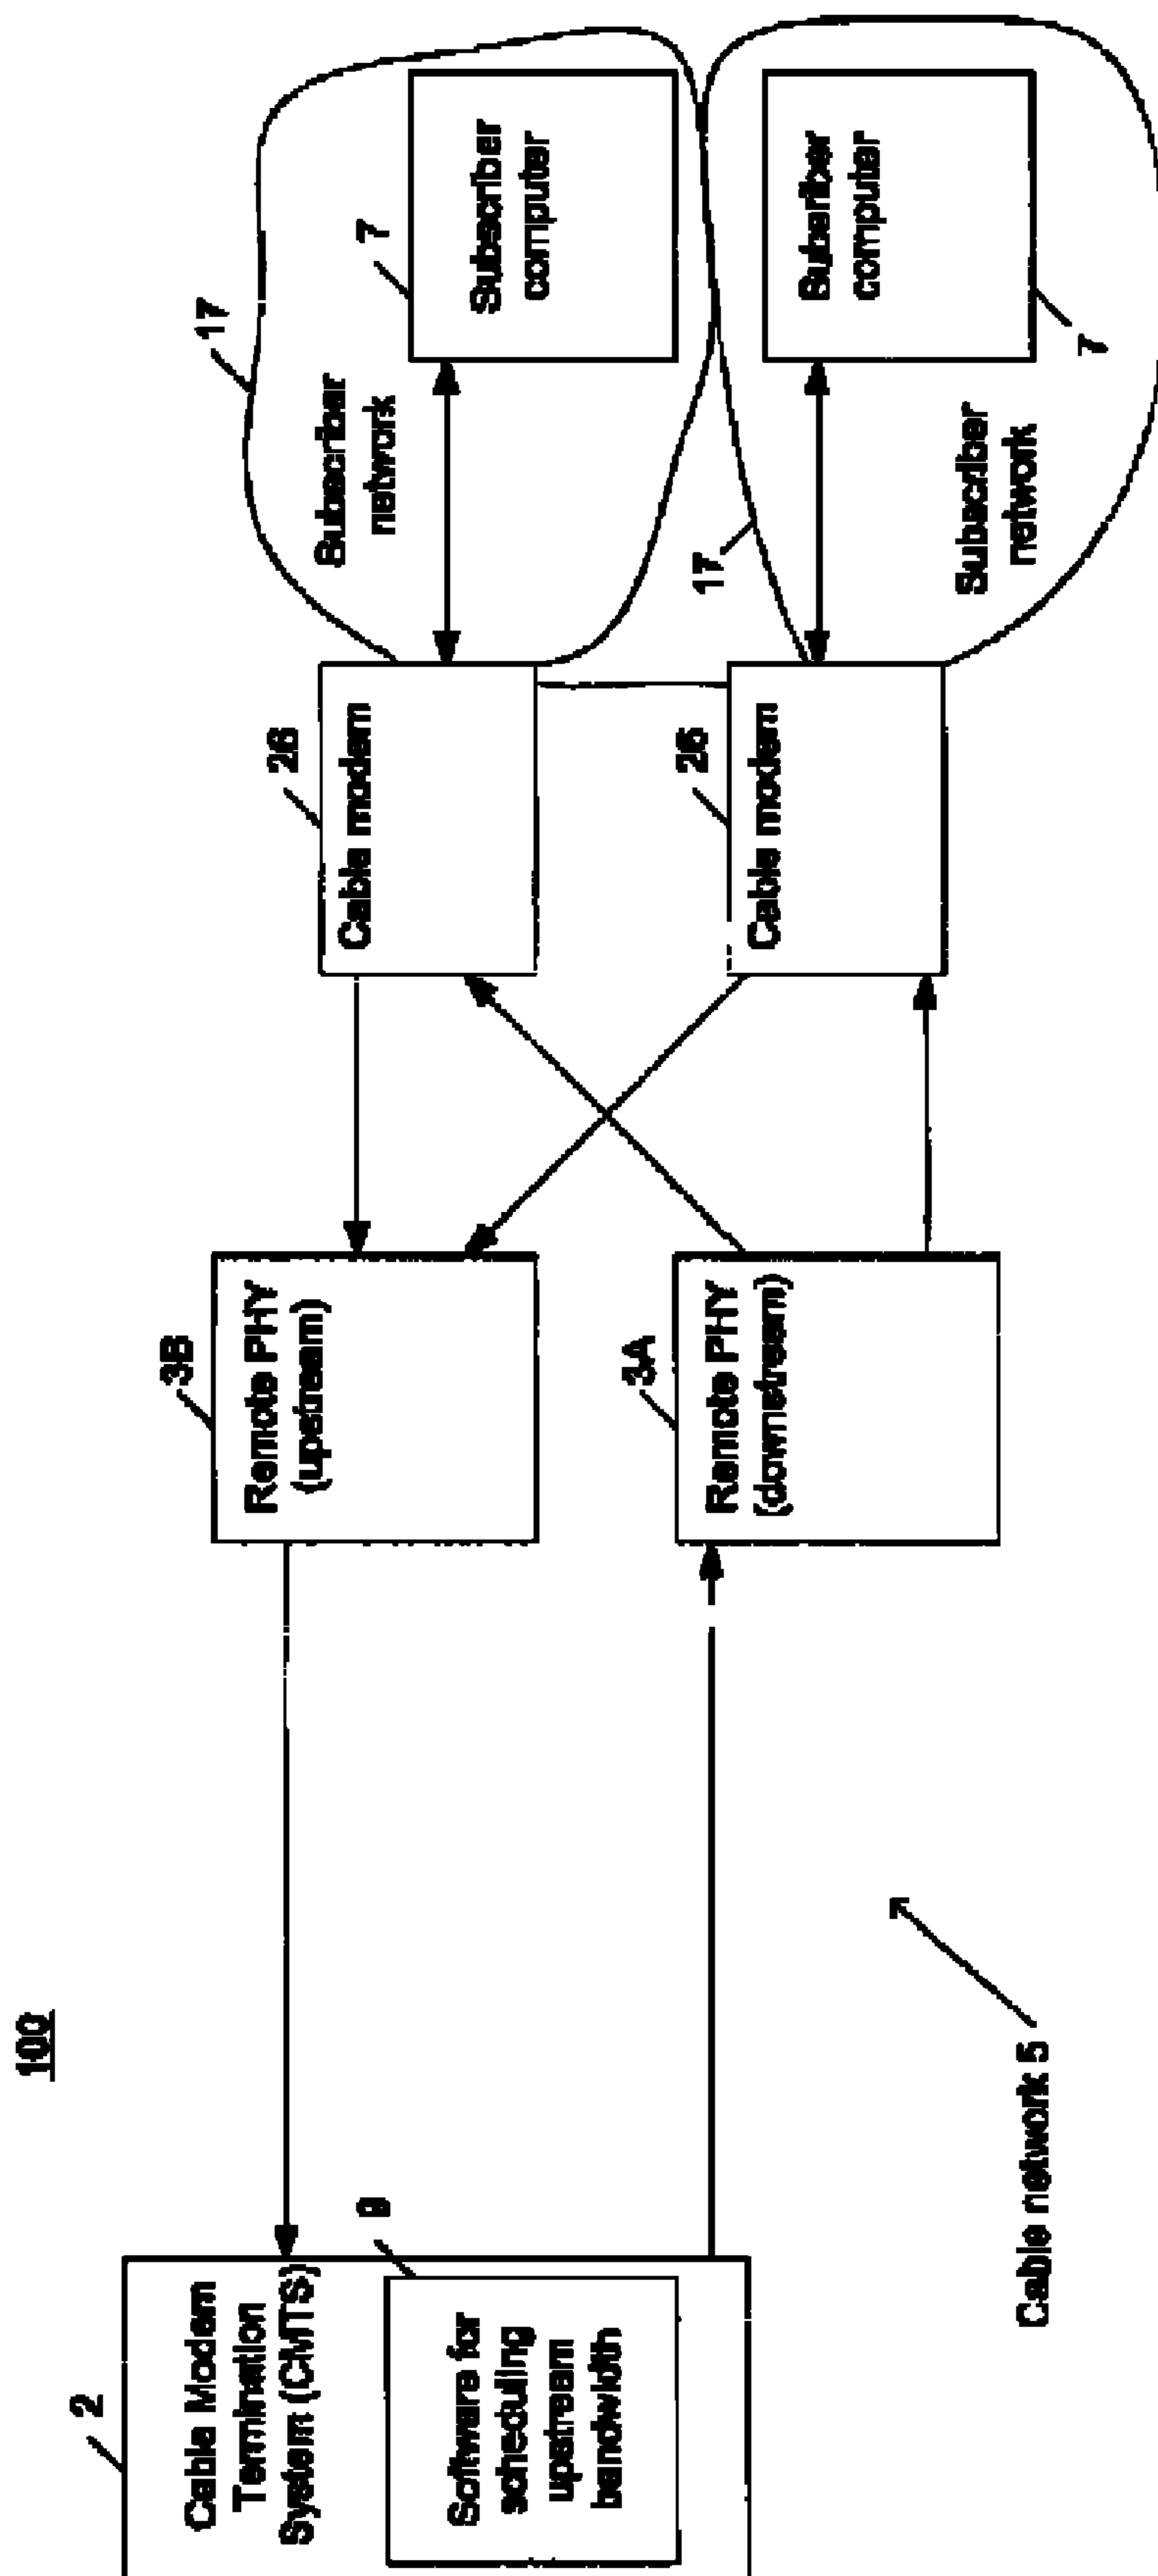 100
2
Cable Modem
Termination
System (CMTS)
9
Software for
scheduling
upstream
bandwidth
3B
Remote PHY
(upstream)
3A
Remote PHY
(downstream)
26
Cable modem
26
Cable modem
17
Subscriber
network
7
Subscriber
computer
17
Subscriber
network
Suberiber
computer
7
Cable network 5